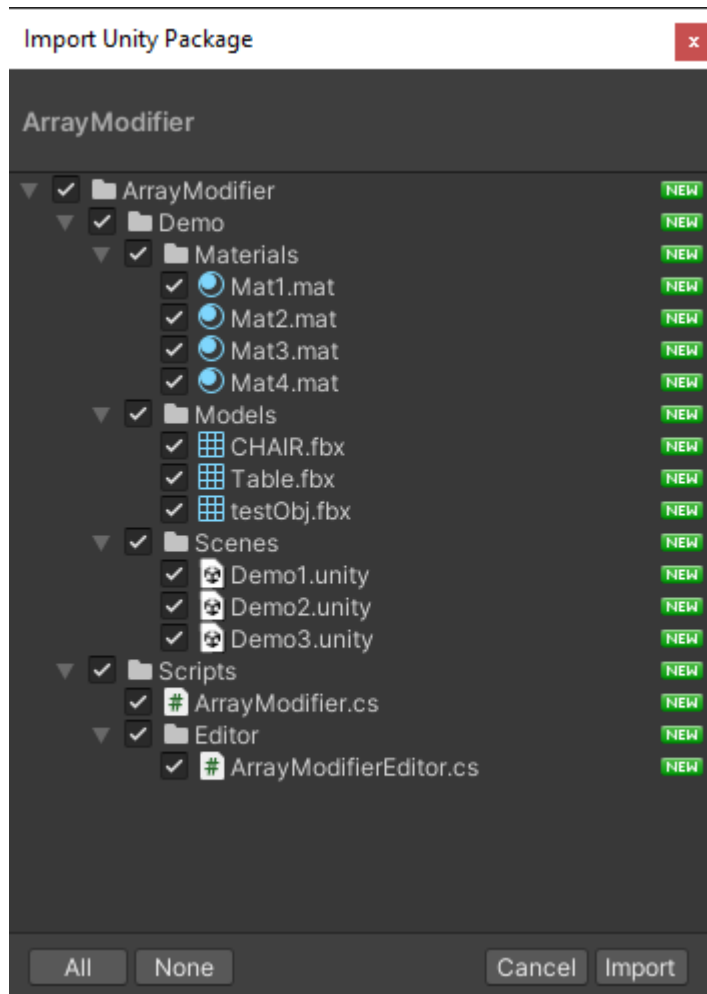 Import Unity Package
x
ArrayModifier
ArrayModifier NEW
Demo NEW
Materials NEW
Mat1.mat NEW
Mat2.mat NEW
Mat3.mat NEW
Mat4.mat NEW
Models NEW
CHAIR.fbx NEW
Table.fbx NEW
testObj.fbx NEW
Scenes NEW
Demo1.unity NEW
Demo2.unity NEW
Demo3.unity NEW
Scripts NEW
# ArrayModifier.cs NEW
Editor NEW
# ArrayModifierEditor.cs NEW
All None Cancel Import